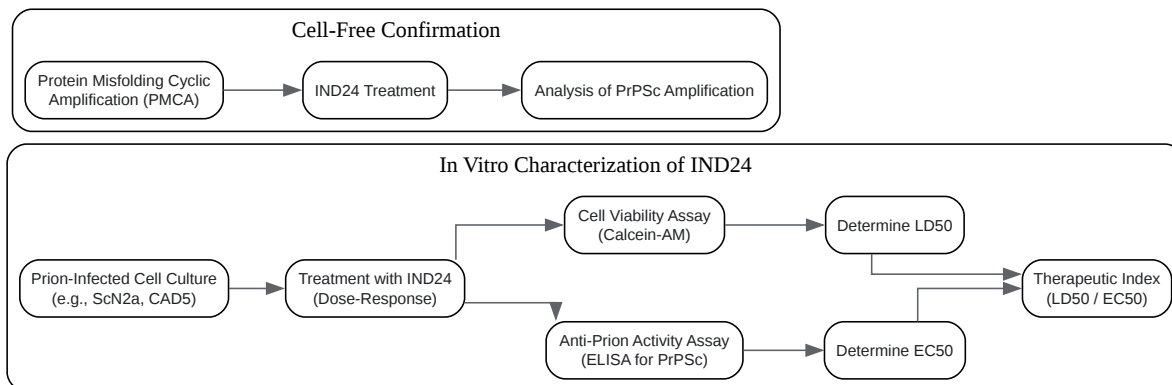 Cell-Free Confirmation
Protein Misfolding Cyclic
Amplification (PMCA)
IND24 Treatment
Analysis of PrPSc Amplification
In Vitro Characterization of IND24
Prion-Infected Cell Culture
(e.g., ScN2a, CAD5)
Treatment with IND24
(Dose-Response)
Cell Viability Assay
(Calcein-AM)
Determine LD50
Anti-Prion Activity Assay
(ELISA for PrPSc)
Determine EC50
Therapeutic Index
(LD50 / EC50)